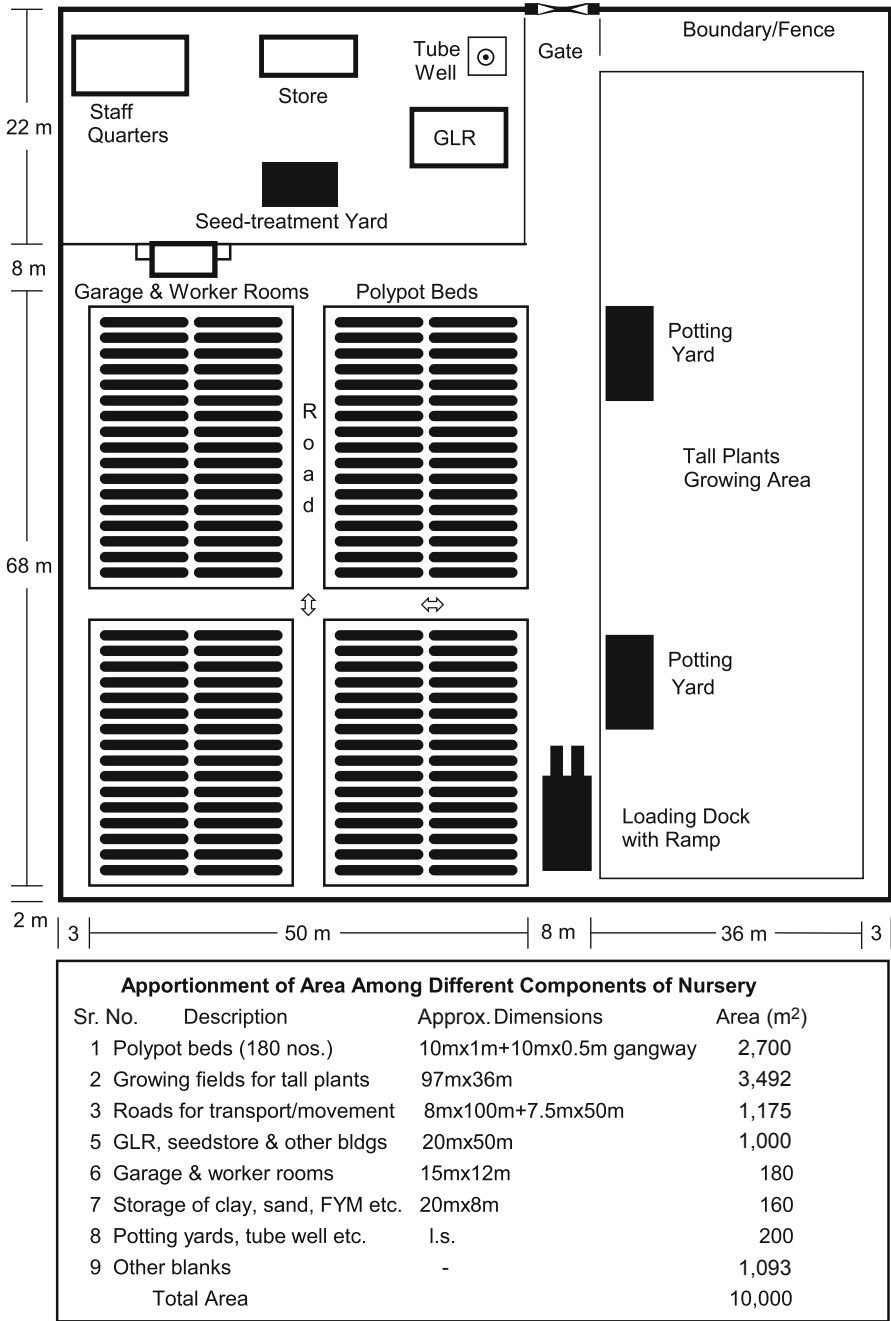 Boundary/Fence
Gate
Tube
Well
Store
Staff
Quarters
GLR
22 m
Seed-treatment Yard
8 m
Garage & Worker Rooms
Polypot Beds
Potting
Yard
Road
Tall Plants
Growing Area
68 m
Potting
Yard
Loading Dock
with Ramp
2 m
3 50 m 8 m 36 m 3
Apportionment of Area Among Different Components of Nursery
Sr. No. Description Approx. Dimensions Area (m²)
1 Polypot beds (180 nos.) 10mx1m+10mx0.5m gangway 2,700
2 Growing fields for tall plants 97mx36m 3,492
3 Roads for transport/movement 8mx100m+7.5mx50m 1,175
5 GLR, seedstore & other bldgs 20mx50m 1,000
6 Garage & worker rooms 15mx12m 180
7 Storage of clay, sand, FYM etc. 20mx8m 160
8 Potting yards, tube well etc. l.s. 200
9 Other blanks - 1,093
Total Area 10,000